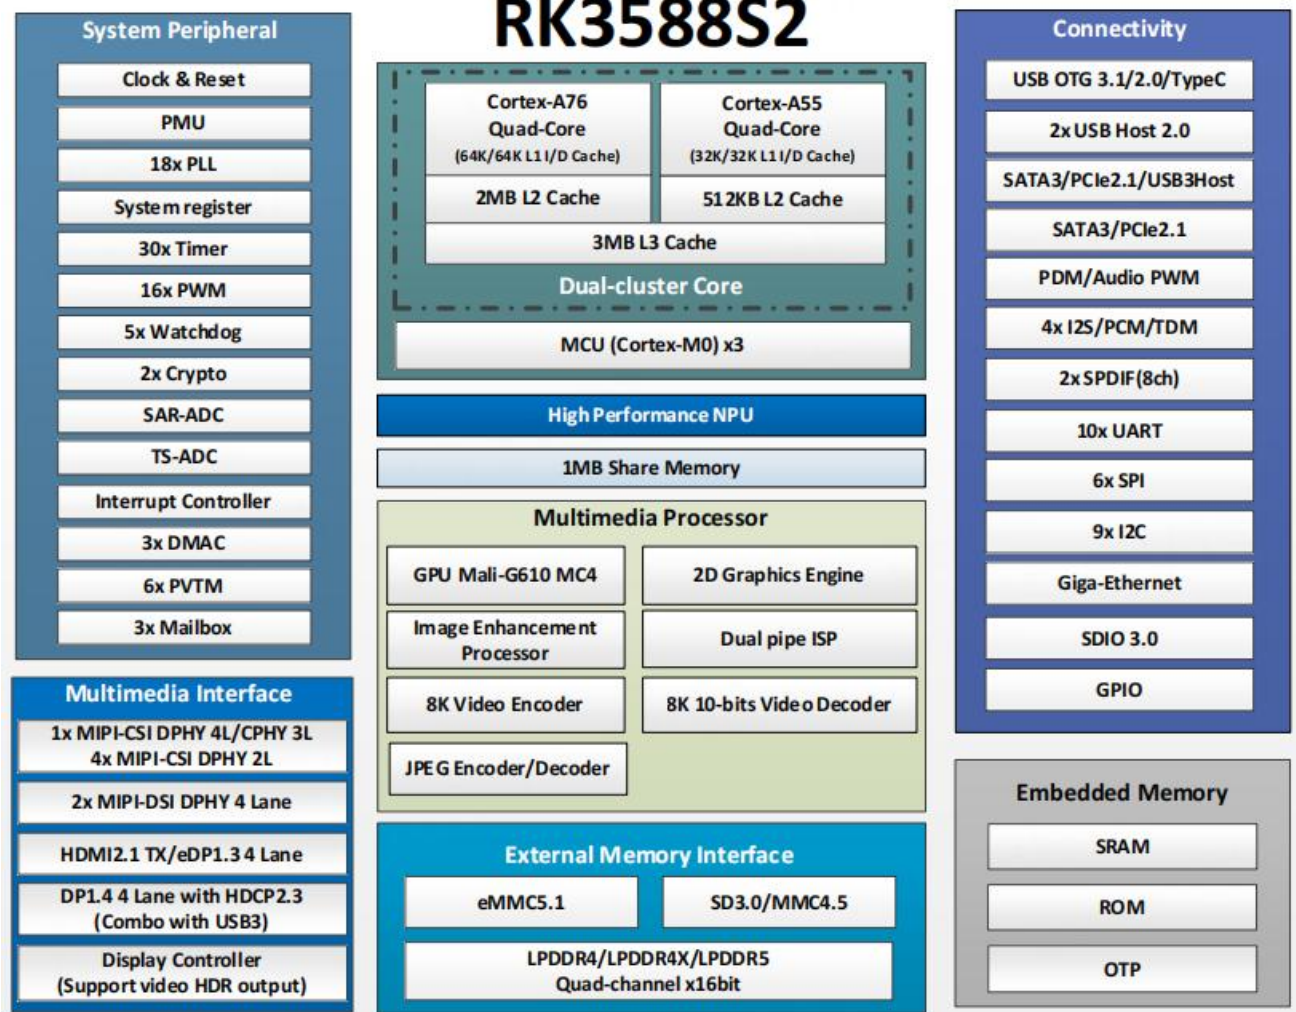 RK3588S2
System Peripheral
Clock & Reset
PMU
18x PLL
System register
30x Timer
16x PWM
5x Watchdog
2x Crypto
SAR-ADC
TS-ADC
Interrupt Controller
3x DMAC
6x PVTM
3x Mailbox
Multimedia Interface
1x MIPI-CSI DPHY 4L/CPHY 3L
4x MIPI-CSI DPHY 2L
2x MIPI-DSI DPHY 4 Lane
HDMI2.1 TX/eDP1.3 4 Lane
DP1.4 4 Lane with HDCP2.3
(Combo with USB3)
Display Controller
(Support video HDR output)
Cortex-A76
Quad-Core
(64K/64K L1 I/D Cache)
2MB L2 Cache
Cortex-A55
Quad-Core
(32K/32K L1 I/D Cache)
512KB L2 Cache
3MB L3 Cache
Dual-cluster Core
MCU (Cortex-M0) x3
High Performance NPU
1MB Share Memory
Multimedia Processor
GPU Mali-G610 MC4
2D Graphics Engine
Image Enhancement
Processor
Dual pipe ISP
8K Video Encoder
8K 10-bits Video Decoder
JPEG Encoder/Decoder
External Memory Interface
eMMC5.1
SD3.0/MMC4.5
LPDDR4/LPDDR4X/LPDDR5
Quad-channel x16bit
Connectivity
USB OTG 3.1/2.0/TypeC
2x USB Host 2.0
SATA3/PCIe2.1/USB3Host
SATA3/PCIe2.1
PDM/Audio PWM
4x I2S/PCM/TDM
2x SPDIF(8ch)
10x UART
6x SPI
9x I2C
Giga-Ethernet
SDIO 3.0
GPIO
Embedded Memory
SRAM
ROM
OTP